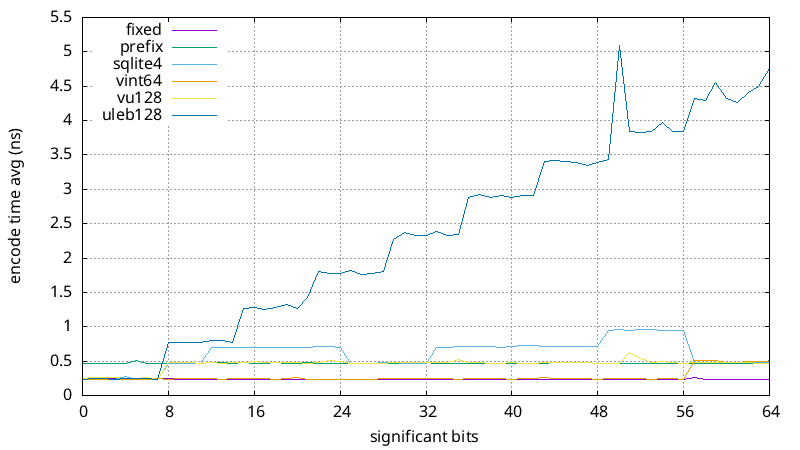 fixed
prefix
sqlite4
vint64
vu128
uleb128
5.5
5
4.5
4
3.5
3
2.5
2
1.5
1
0.5
0
encode time avg (ns)
0 8 16 24 32 40 48 56 64
significant bits